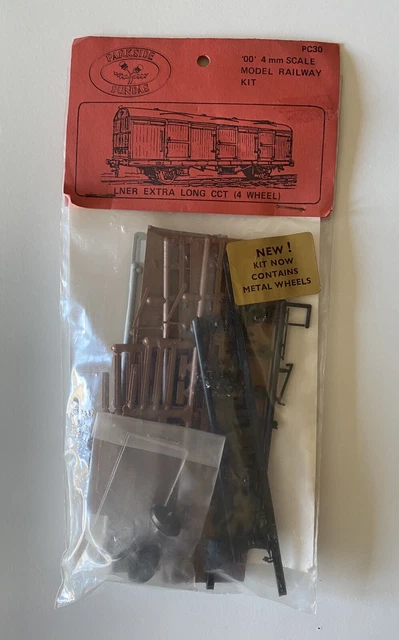 PARKSIDE
DUNDAS
PC30
'OO' 4 mm SCALE
MODEL RAILWAY
KIT
LNER EXTRA LONG CCT (4 WHEEL)
NEW !
KIT NOW
CONTAINS
METAL WHEELS